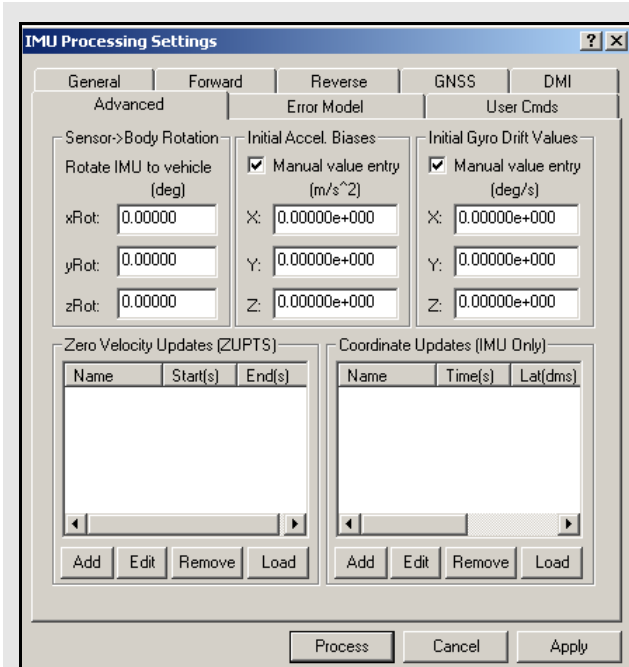 IMU Processing Settings
General Forward Reverse GNSS DMI
Advanced Error Model User Cmds
Sensor->Body Rotation
Rotate IMU to vehicle
(deg)
xRot: 0.00000
yRot: 0.00000
zRot: 0.00000
Initial Accel. Biases
Manual value entry
(m/s^2)
X: 0.00000e+000
Y: 0.00000e+000
Z: 0.00000e+000
Initial Gyro Drift Values
Manual value entry
(deg/s)
X: 0.00000e+000
Y: 0.00000e+000
Z: 0.00000e+000
Zero Velocity Updates (ZUPTS)
Name Start(s) End(s)
Add Edit Remove Load
Coordinate Updates (IMU Only)
Name Time(s) Lat(dms)
Add Edit Remove Load
Process Cancel Apply